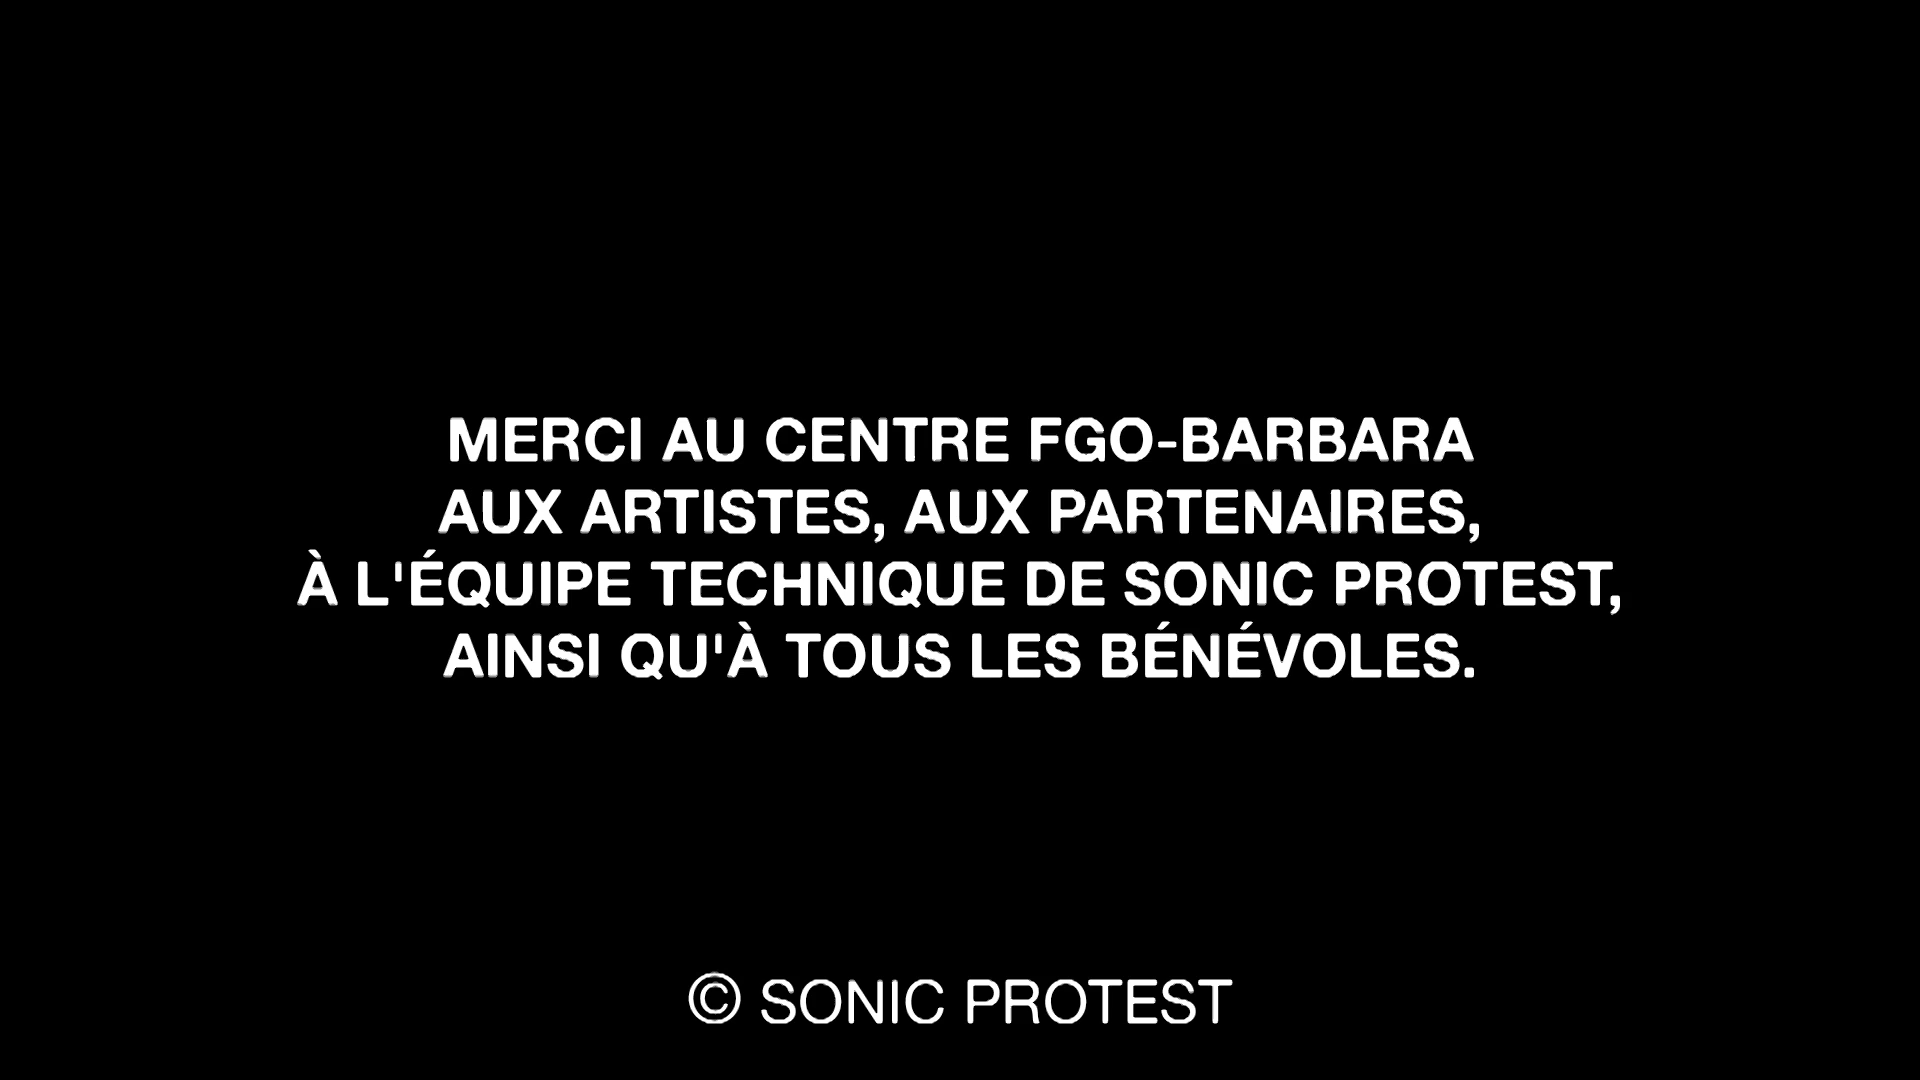 MERCI AU CENTRE FGO-BARBARA
AUX ARTISTES, AUX PARTENAIRES,
À L'ÉQUIPE TECHNIQUE DE SONIC PROTEST,
AINSI QU'À TOUS LES BÉNÉVOLES.
© SONIC PROTEST